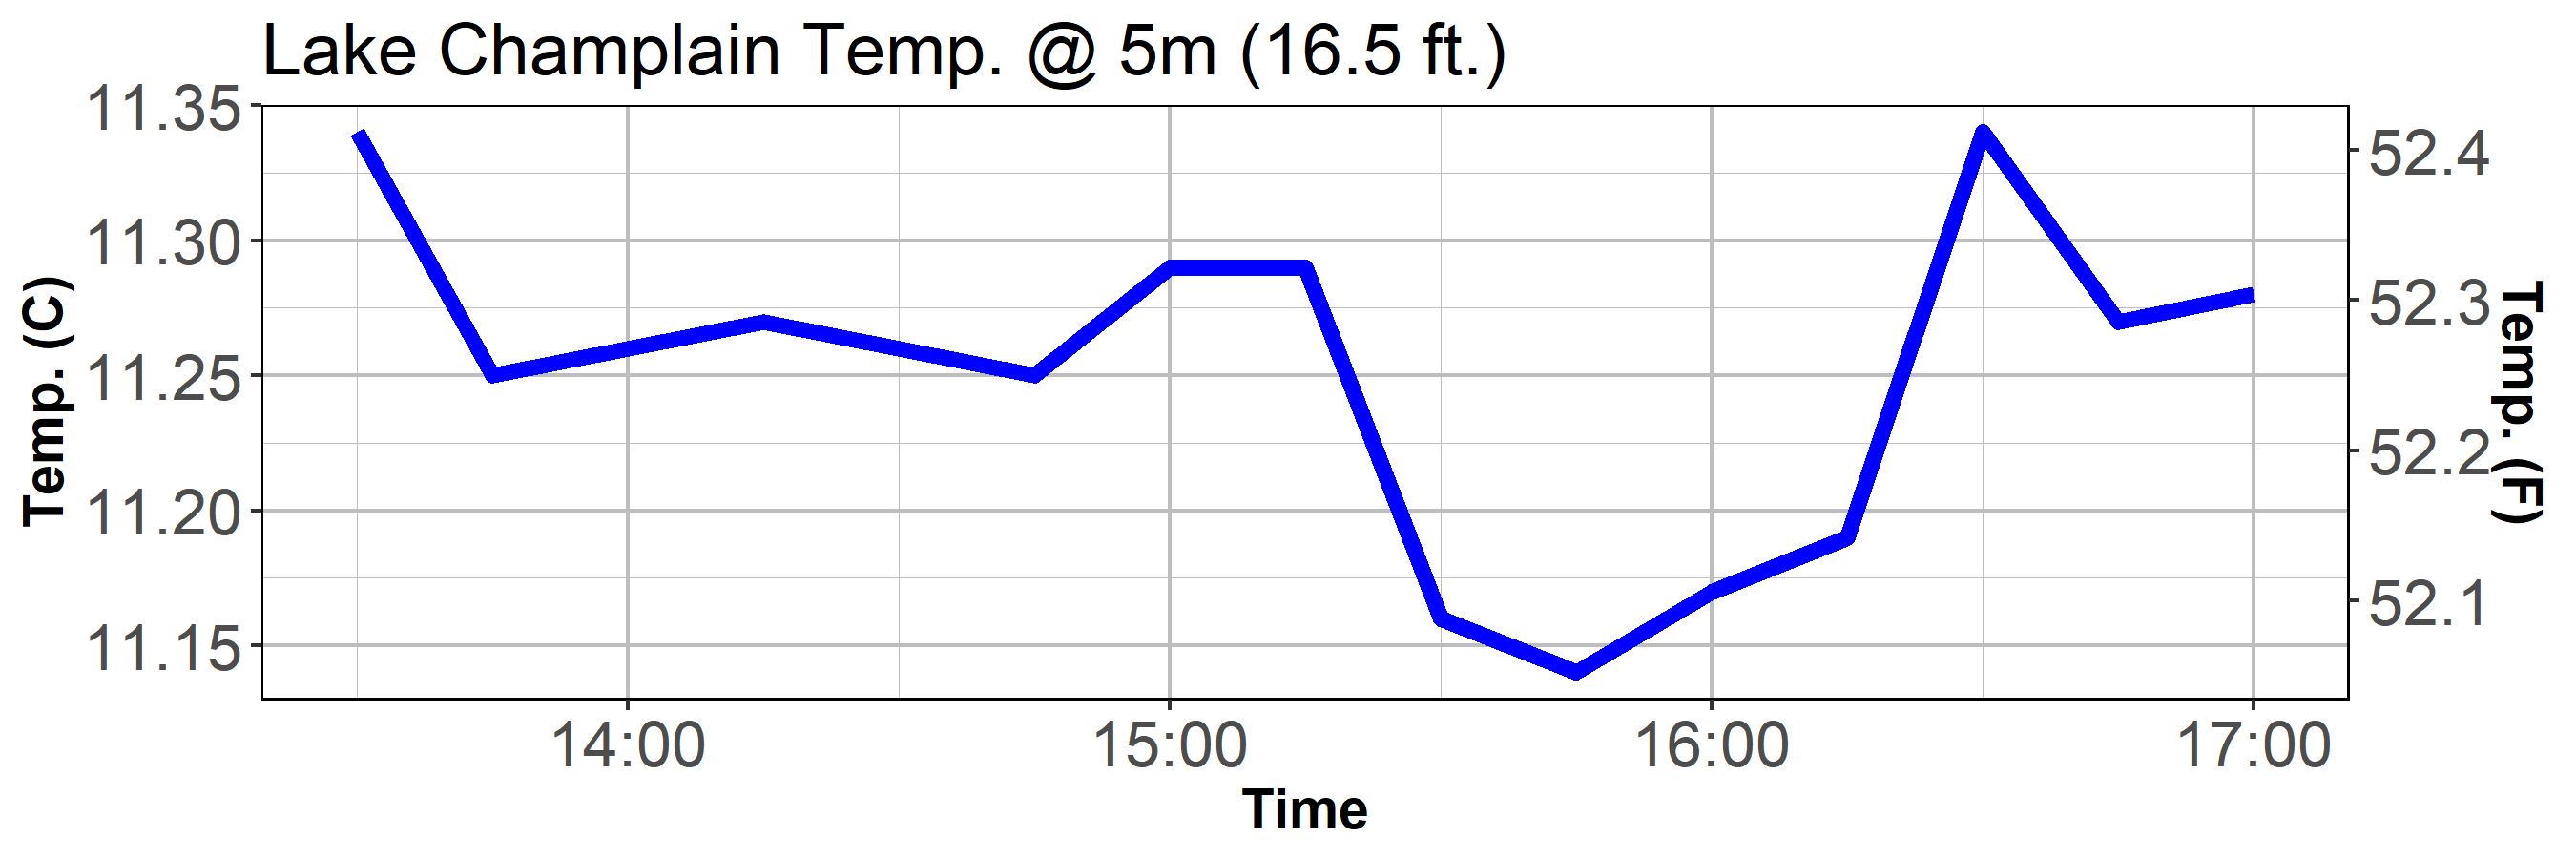 Lake Champlain Temp. @ 5m (16.5 ft.)
11.35
11.30
11.25
11.20
11.15
Temp. (C)
52.4
52.3
52.2
52.1
Temp. (F)
14:00 15:00 16:00 17:00
Time